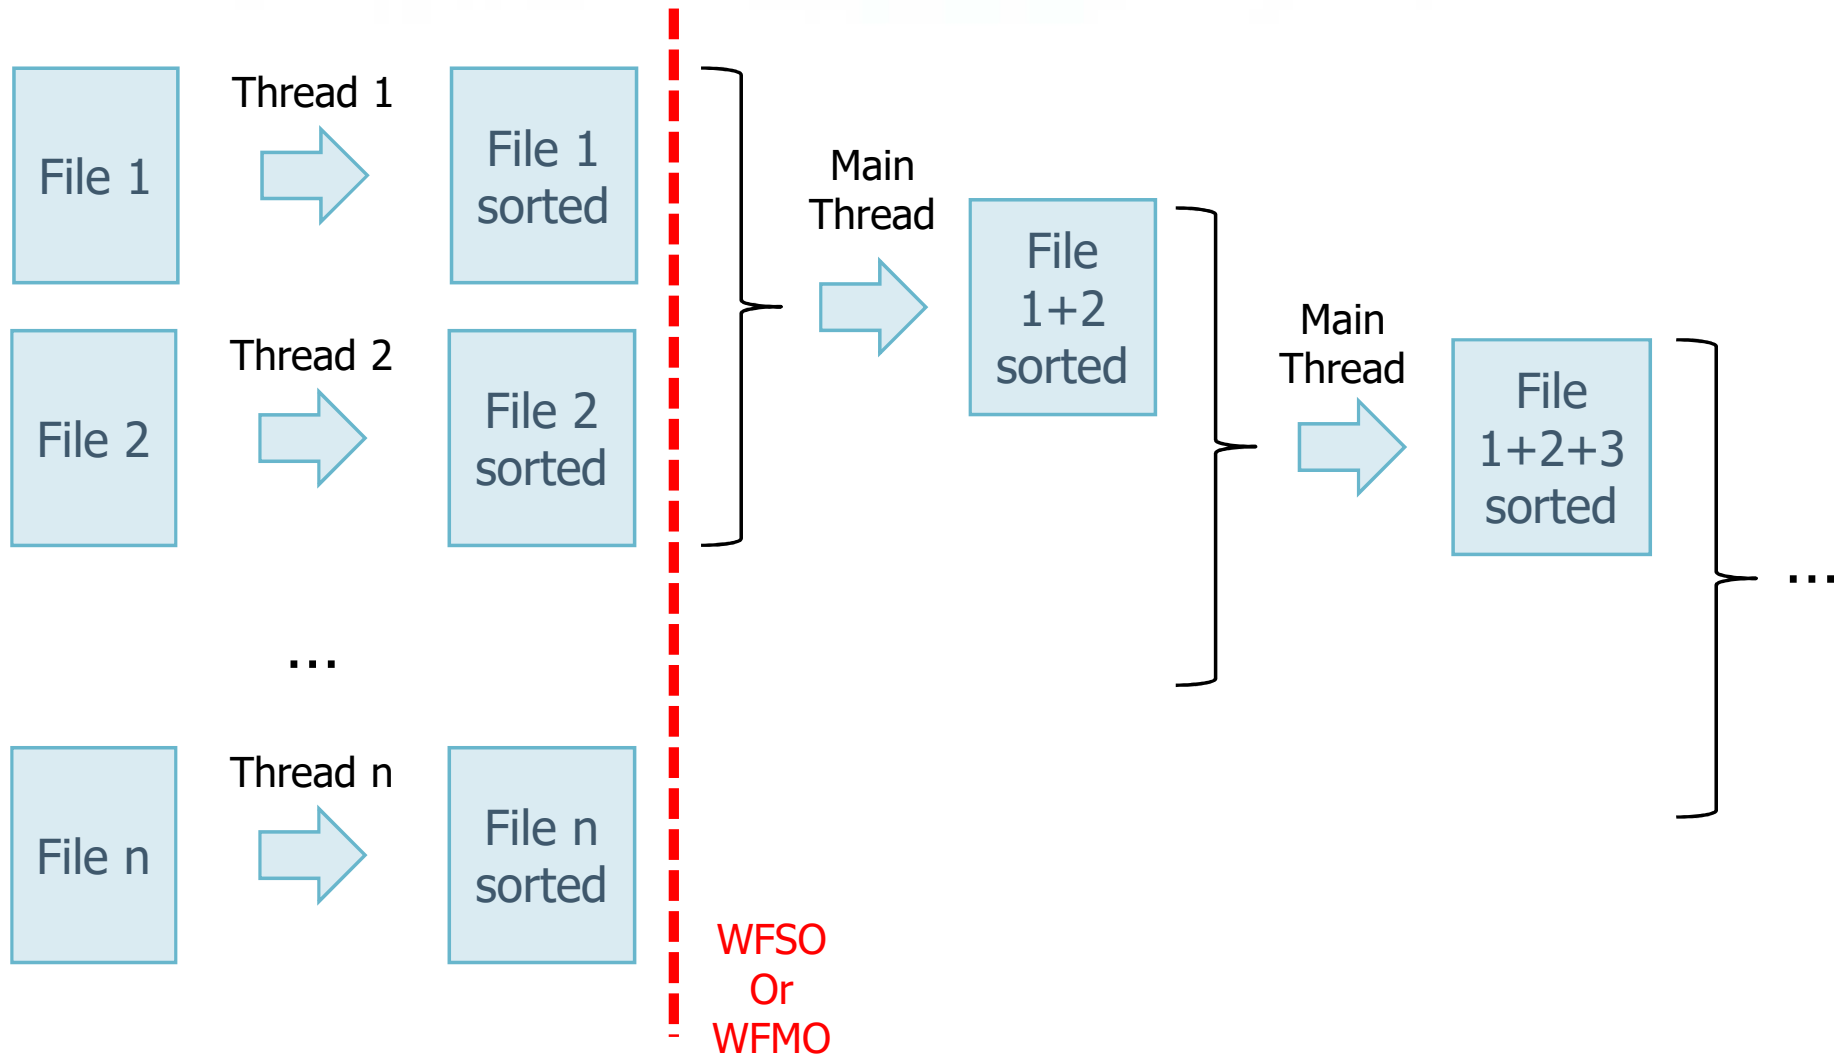 File 1
Thread 1
File 1
sorted
File 2
Thread 2
File 2
sorted
...
File n
Thread n
File n
sorted
WFSO
Or
WFMO
Main
Thread
File
1+2
sorted
Main
Thread
File
1+2+3
sorted
...